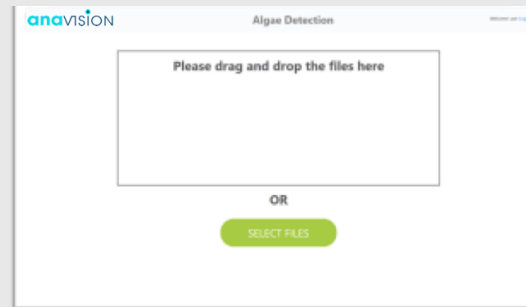 anavision
Algae Detection
Please drag and drop the files here
OR
SELECT FILES